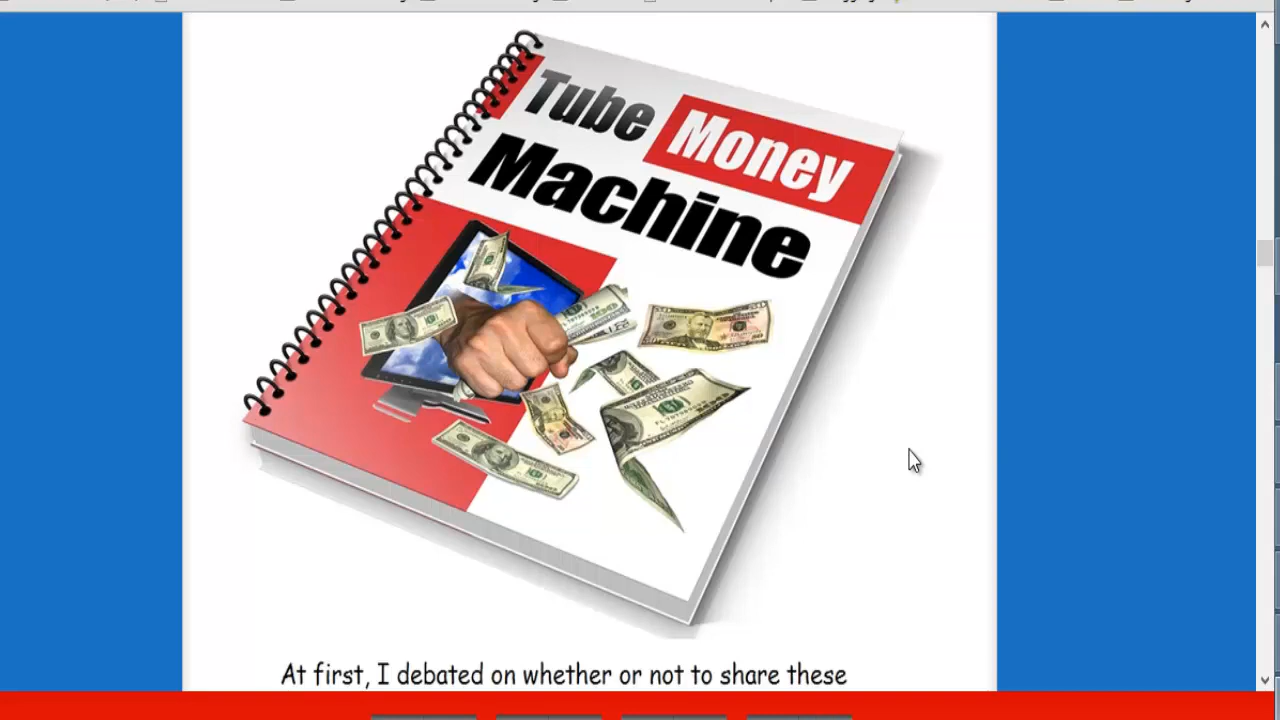 Tube Money
Machine
At first, I debated on whether or not to share these